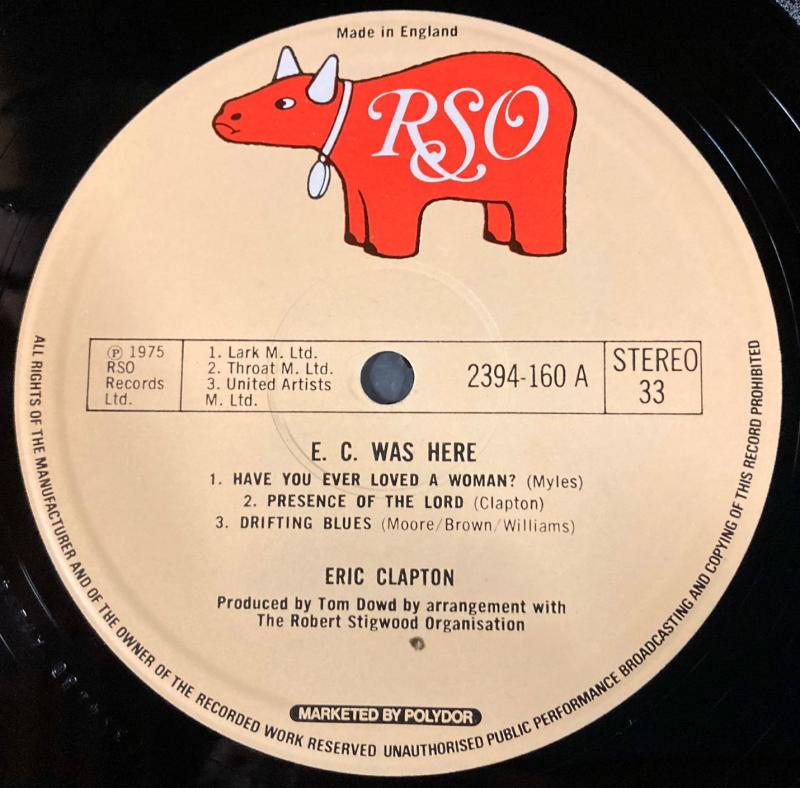 Made in England
RSO
℗ 1975
RSO
Records
Ltd.
1. Lark M. Ltd.
2. Throat M. Ltd.
3. United Artists
M. Ltd.
2394-160 A
STEREO
33
E. C. WAS HERE
1. HAVE YOU EVER LOVED A WOMAN? (Myles)
2. PRESENCE OF THE LORD (Clapton)
3. DRIFTING BLUES (Moore/Brown/Williams)
ERIC CLAPTON
Produced by Tom Dowd by arrangement with
The Robert Stigwood Organisation
MARKETED BY POLYDOR
ALL RIGHTS OF THE MANUFACTURER AND OF THE OWNER OF THE RECORDED WORK RESERVED UNAUTHORISED PUBLIC PERFORMANCE BROADCASTING AND COPYING OF THIS RECORD PROHIBITED